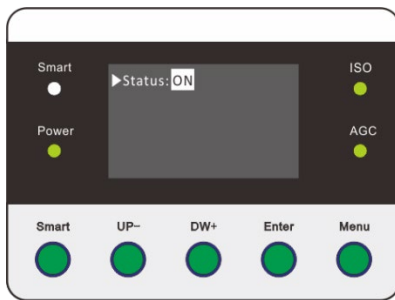 Smart
ISO
▶Status: ON
Power
AGC
Smart
UP-
DW+
Enter
Menu